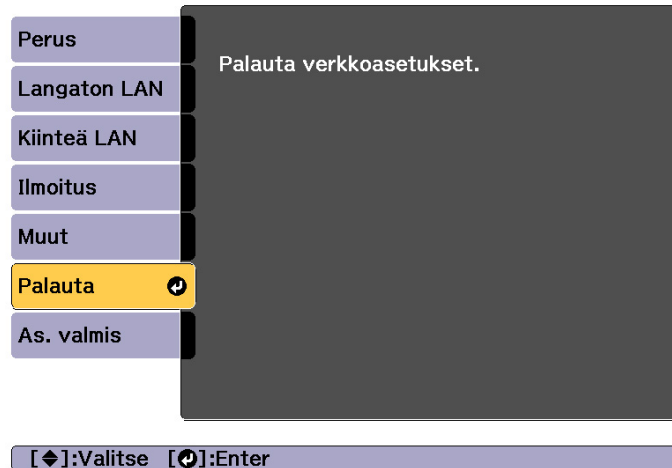 Perus
Langaton LAN
Kiinteä LAN
Ilmoitus
Muut
Palauta
As. valmis
Palauta verkkoasetukset.
[◆]:Valitse [↵]:Enter